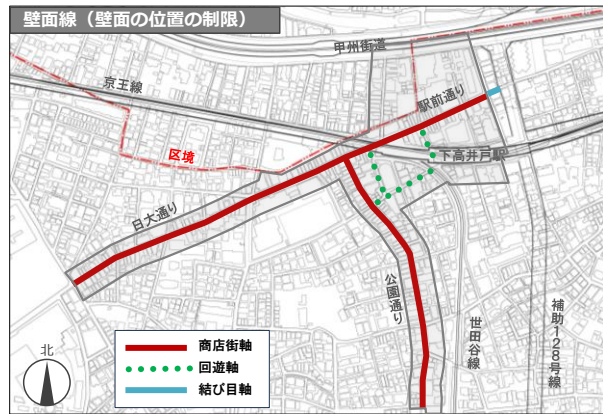 壁面線（壁面の位置の制限）
甲州街道
京王線
駅前通り
下高井戸駅
区境
日大通り
公園通り
世田谷線
補助128号線
北
商店街軸
回遊軸
結び目軸